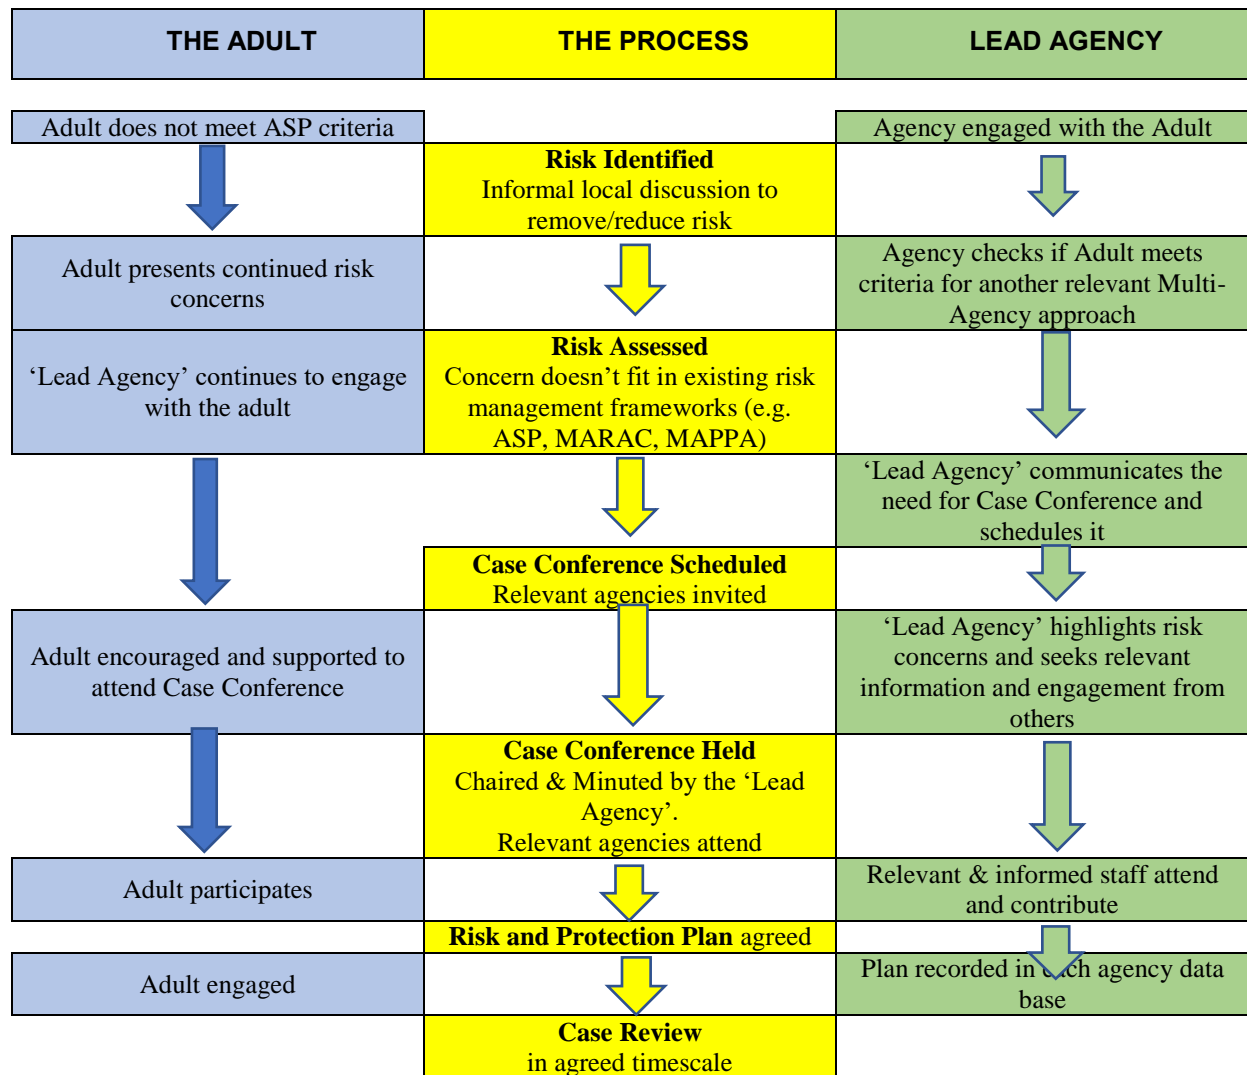 THE ADULT
THE PROCESS
LEAD AGENCY
Adult does not meet ASP criteria
Agency engaged with the Adult
Risk Identified
Informal local discussion to
remove/reduce risk
Adult presents continued risk
concerns
Agency checks if Adult meets
criteria for another relevant Multi-
Agency approach
‘Lead Agency’ continues to engage
with the adult
Risk Assessed
Concern doesn’t fit in existing risk
management frameworks (e.g.
ASP, MARAC, MAPPA)
‘Lead Agency’ communicates the
need for Case Conference and
schedules it
Case Conference Scheduled
Relevant agencies invited
Adult encouraged and supported to
attend Case Conference
‘Lead Agency’ highlights risk
concerns and seeks relevant
information and engagement from
others
Case Conference Held
Chaired & Minuted by the ‘Lead
Agency’.
Relevant agencies attend
Adult participates
Relevant & informed staff attend
and contribute
Risk and Protection Plan agreed
Adult engaged
Plan recorded in each agency data
base
Case Review
in agreed timescale